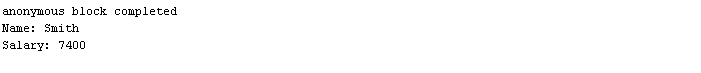 anonymous block completed
Name: Smith
Salary: 7400